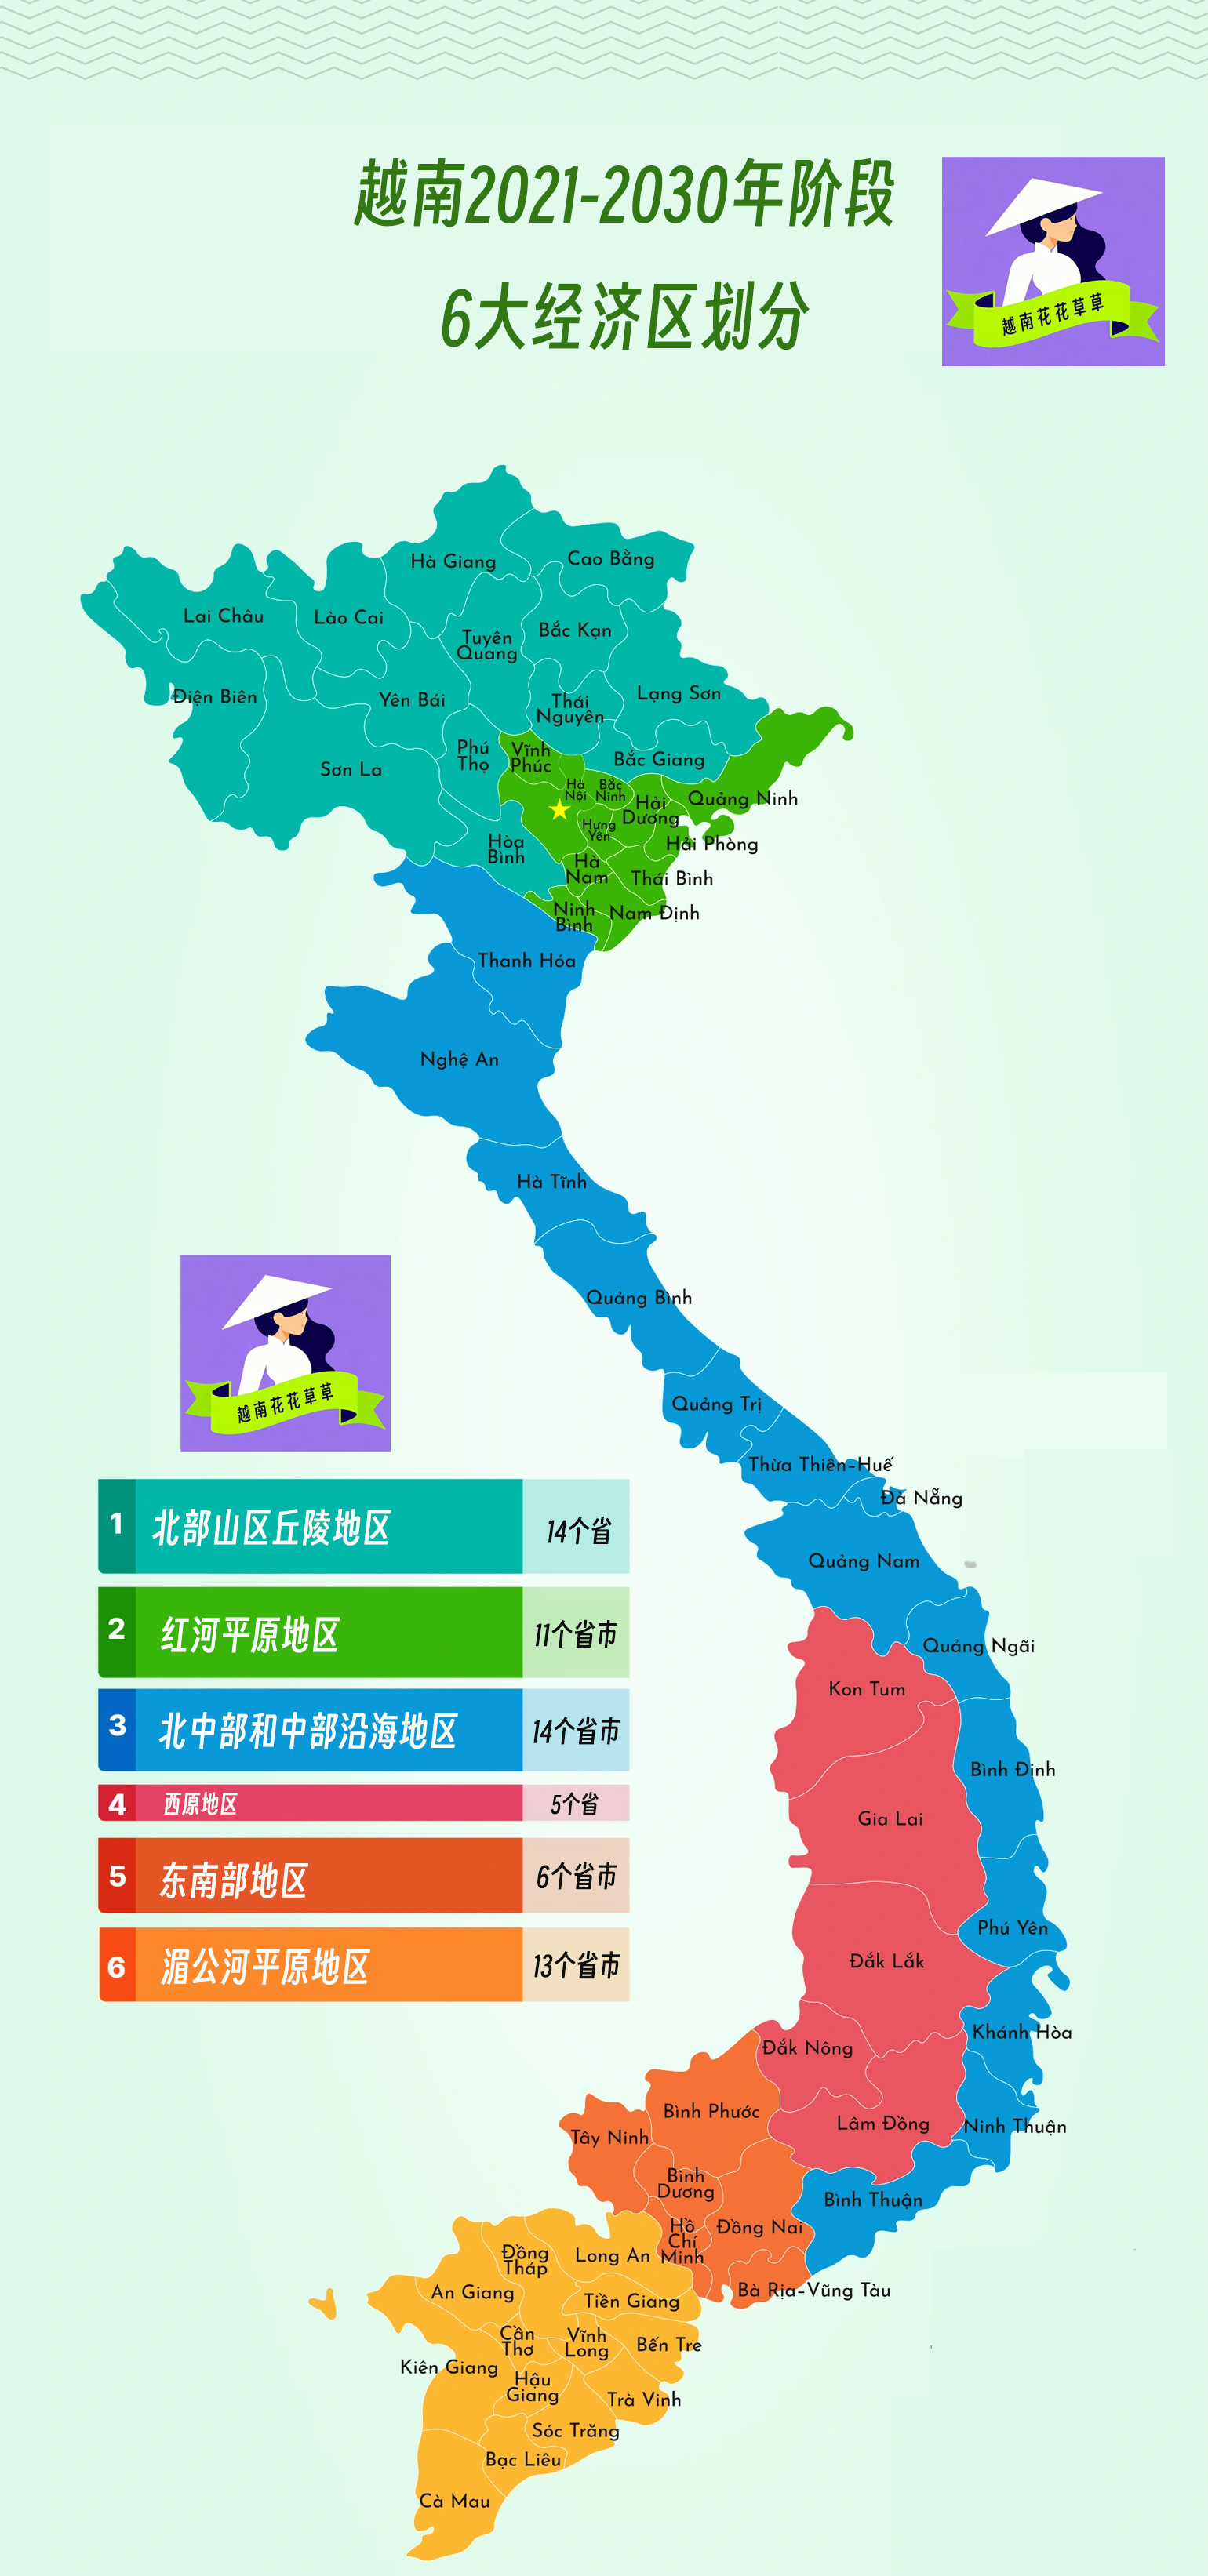 越南2021-2030年阶段
6大经济区划分
越南花花草草
Hà Giang
Cao Bằng
Lai Châu
Lào Cai
Tuyên
Quang
Bắc Kạn
Điện Biên
Yên Bái
Thái
Nguyên
Lạng Sơn
Sơn La
Phú
Thọ
Vĩnh
Phúc
Bắc Giang
Hà
Nội
Bắc
Ninh
Hải
Dương
Quảng Ninh
Hưng
Yên
Hòa
Bình
Hải Phòng
Hà
Nam
Thái Bình
Ninh
Bình
Nam Định
Thanh Hóa
Nghệ An
Hà Tĩnh
Quảng Bình
越南花花草草
Quảng Trị
Thừa Thiên-Huế
Đà Nẵng
Quảng Nam
1 北部山区丘陵地区 14个省
2 红河平原地区 11个省市
3 北中部和中部沿海地区 14个省市
4 西原地区 5个省
5 东南部地区 6个省市
6 湄公河平原地区 13个省市
Quảng Ngãi
Kon Tum
Bình Định
Gia Lai
Phú Yên
Đắk Lắk
Khánh Hòa
Đắk Nông
Bình Phước
Lâm Đồng
Ninh Thuận
Tây Ninh
Bình
Dương
Bình Thuận
Đồng Nai
Hồ
Chí
Minh
Đồng
Tháp
Long An
An Giang
Tiền Giang
Bà Rịa-Vũng Tàu
Cần
Thơ
Vĩnh
Long
Bến Tre
Kiên Giang
Hậu
Giang
Trà Vinh
Sóc Trăng
Bạc Liêu
Cà Mau